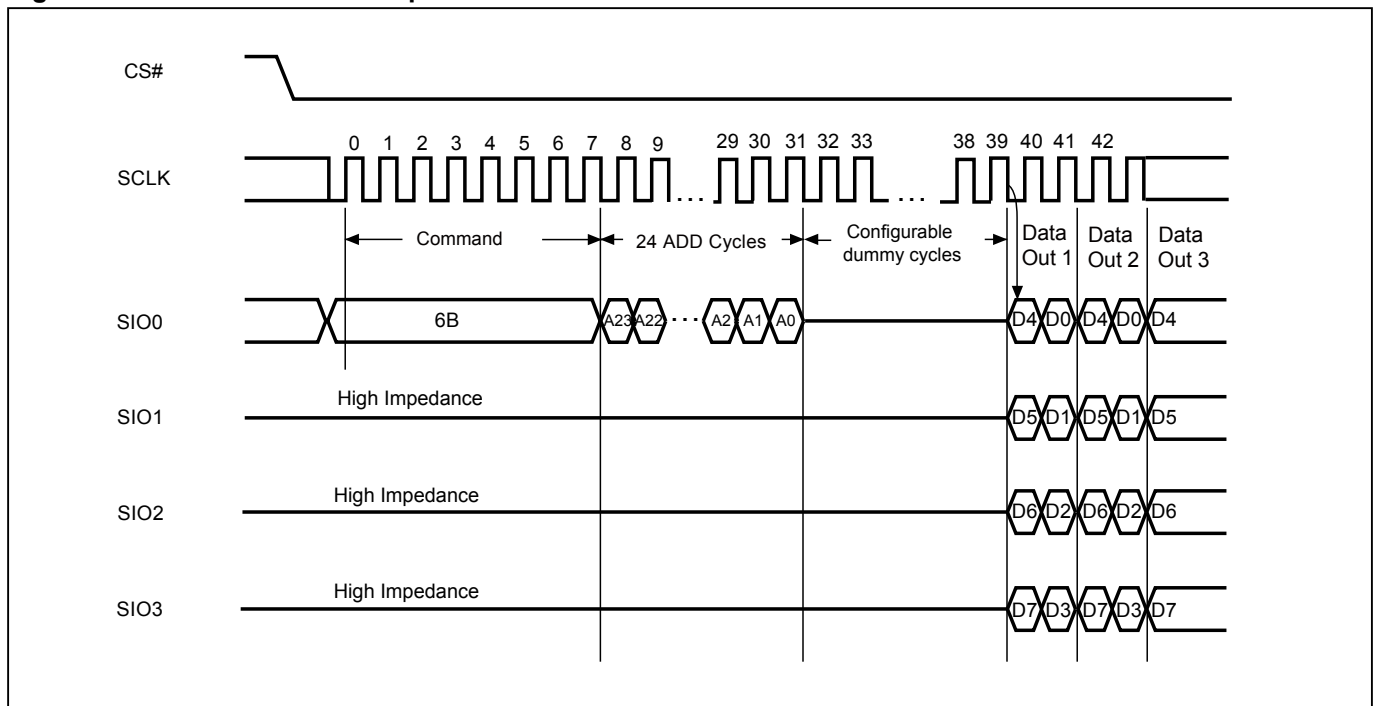 CS#
0 1 2 3 4 5 6 7 8 9 29 30 31 32 33 38 39 40 41 42
SCLK
...
...
Command
24 ADD Cycles
Configurable
dummy cycles
Data
Out 1
Data
Out 2
Data
Out 3
SIO0
6B
A23 A22 ... A2 A1 A0
D4 D0 D4 D0 D4
High Impedance
SIO1
D5 D1 D5 D1 D5
High Impedance
SIO2
D6 D2 D6 D2 D6
High Impedance
SIO3
D7 D3 D7 D3 D7